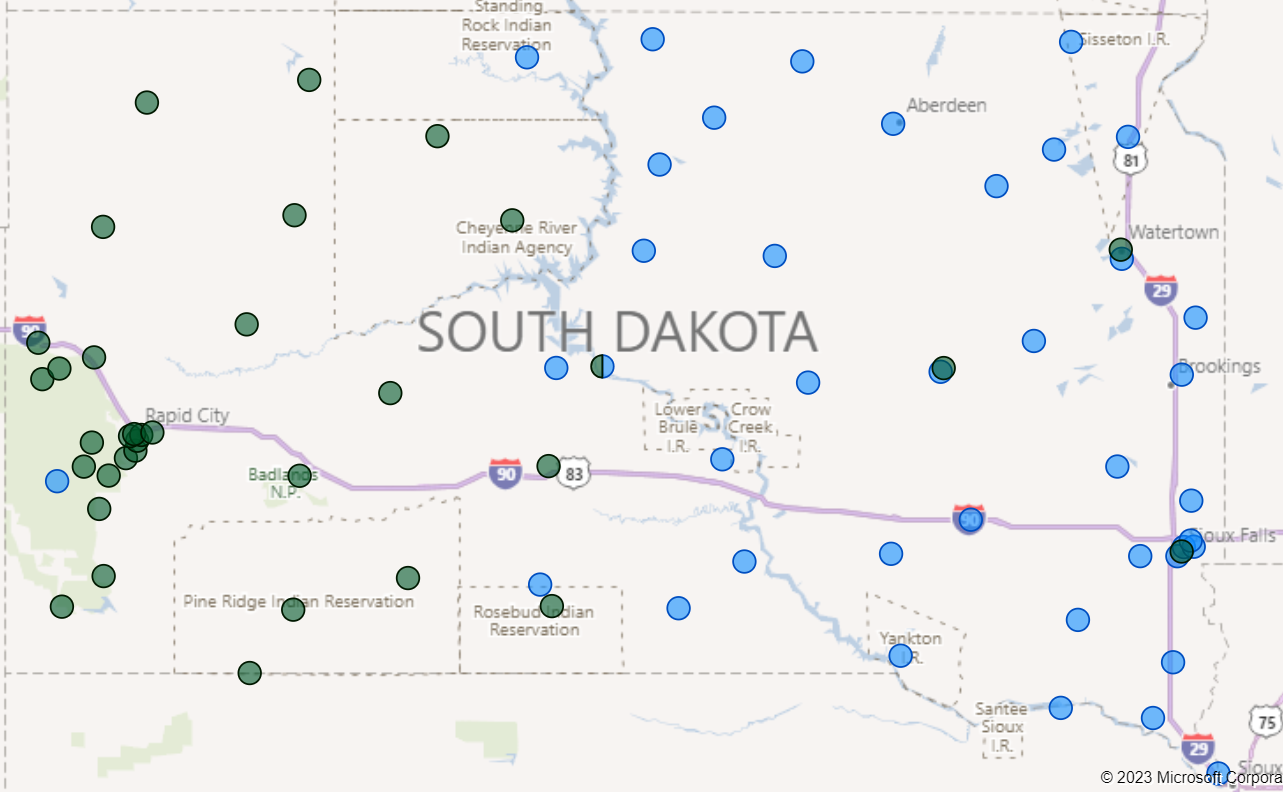 Standing
Rock Indian
Reservation
Sisseton I.R.
Aberdeen
81
Watertown
Cheyenne River
Indian Agency
29
90
SOUTH DAKOTA
Brookings
Rapid City
Lower
Brule
I.R.
Crow
Creek
I.R.
Badlands
N.P.
90
83
90
Sioux Falls
Pine Ridge Indian Reservation
Rosebud Indian
Reservation
Yankton
I.R.
Santee
Sioux
I.R.
75
29
Sioux
© 2023 Microsoft Corpora